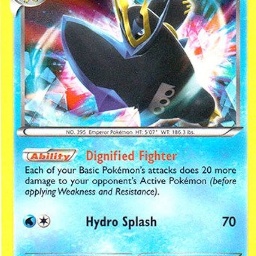 NO. 395 Emperor Pokémon HT: 5'07" WT: 186.3 lbs.
Ability Dignified Fighter
Each of your Basic Pokémon's attacks does 20 more
damage to your opponent's Active Pokémon (before
applying Weakness and Resistance).
Hydro Splash 70